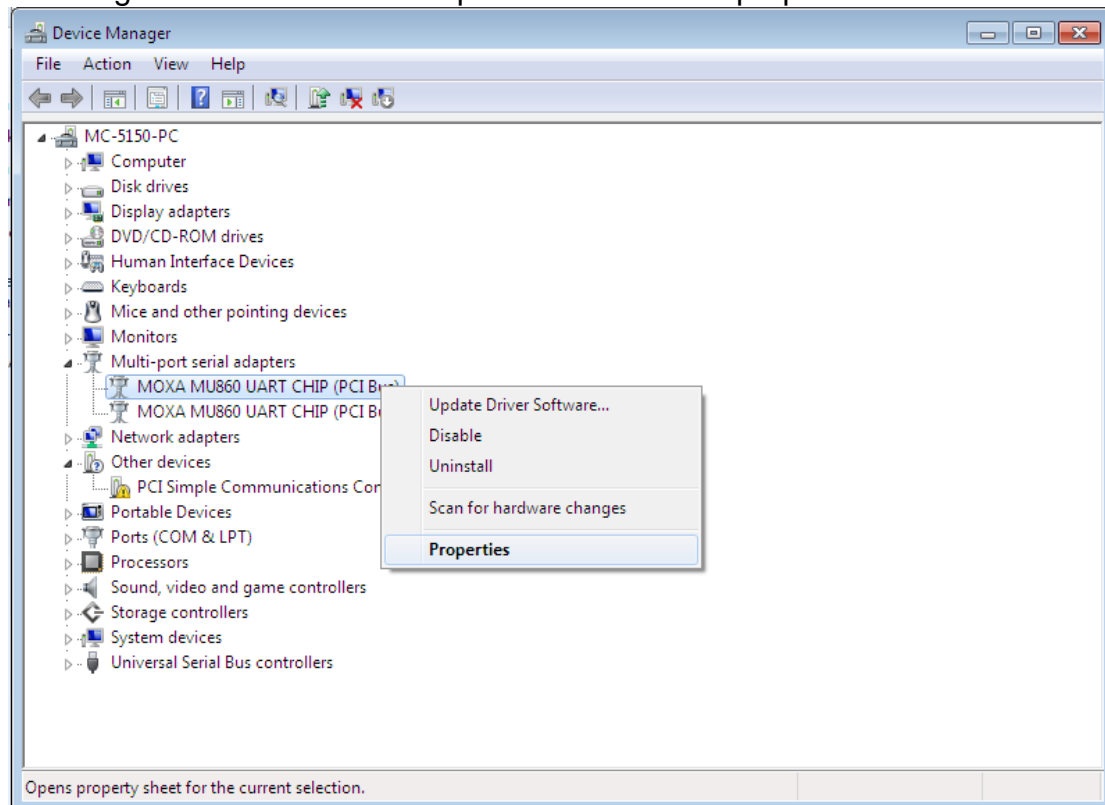 Device Manager
File Action View Help
MC-5150-PC
Computer
Disk drives
Display adapters
DVD/CD-ROM drives
Human Interface Devices
Keyboards
Mice and other pointing devices
Monitors
Multi-port serial adapters
MOXA MU860 UART CHIP (PCI Bus)
MOXA MU860 UART CHIP (PCI
Network adapters
Other devices
PCI Simple Communications
Portable Devices
Ports (COM & LPT)
Processors
Sound, video and game controllers
Storage controllers
System devices
Universal Serial Bus controllers
Update Driver Software...
Disable
Uninstall
Scan for hardware changes
Properties
Opens property sheet for the current selection.